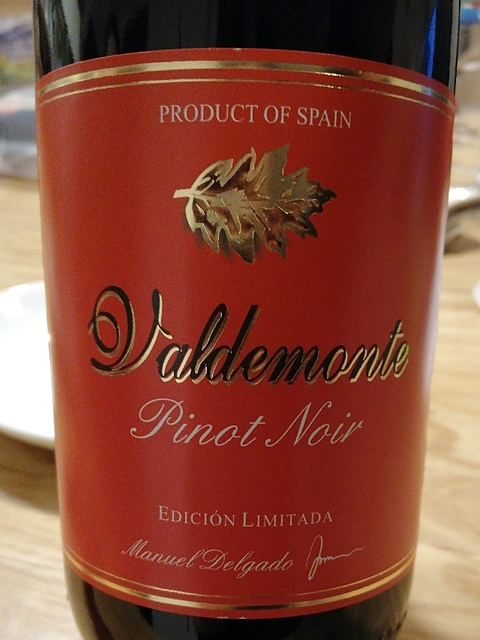 PRODUCT OF SPAIN
Valdemonte
Pinot Noir
EDICIÓN LIMITADA
Manuel Delgado